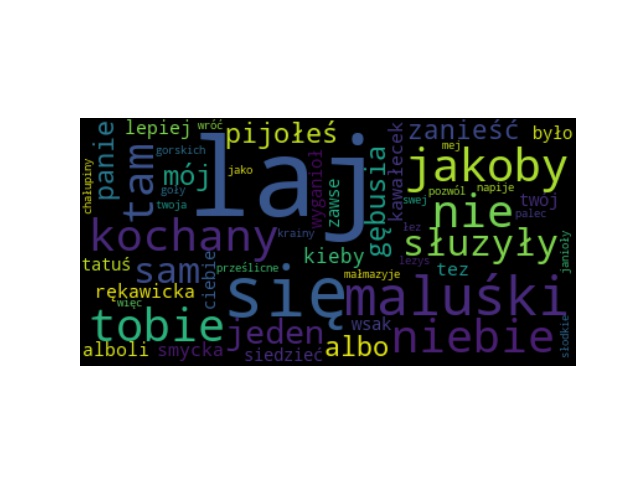 lepiej
wróć
pijołeś
zanieść
było
panie
gorskich
laj
kawałecek
mej
jakoby
tam
mój
jako
wyganioł
zawse
gębusia
pozwól
napije
chałupiny
goły
twoja
swej
nie
twój
palec
kochany
krainy
łez
służyły
tatuś
sam
ciebie
prześlicne
kieby
lezys
tez
janioły
rękawicka
więc
się
małmazyje
maluśki
tobie
jeden
wsak
niebie
słodkie
alboli
smycka
siedzieć
albo